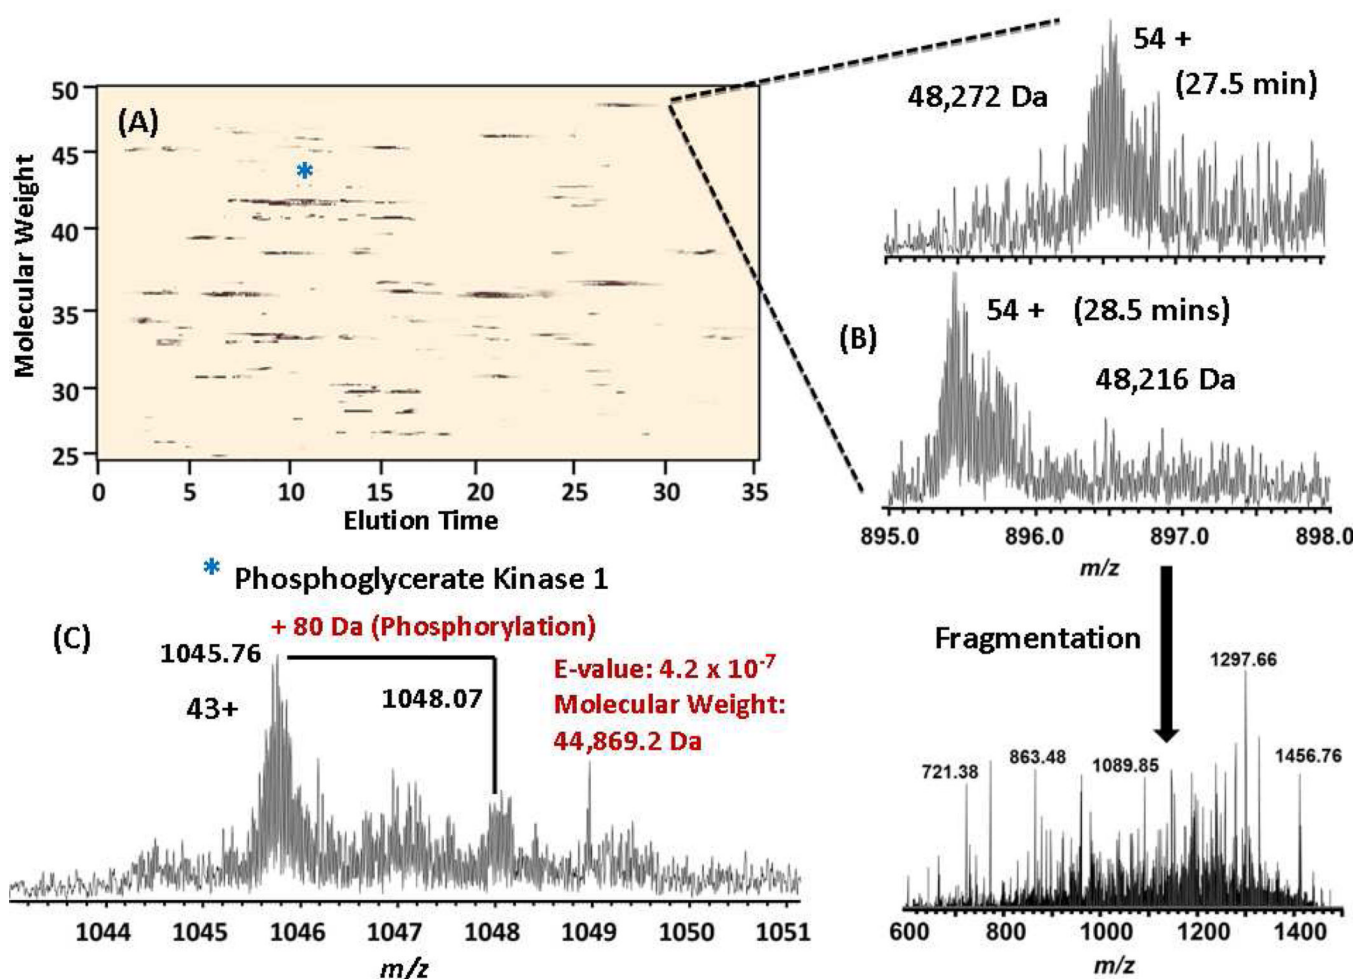 (A)
Molecular Weight
50
45
40
35
30
25
0 5 10 15 20 25 30 35
Elution Time
*
54 +
(27.5 min)
48,272 Da
54 + (28.5 mins)
(B)
48,216 Da
895.0 896.0 897.0 898.0
m/z
Fragmentation
1297.66
721.38
863.48
1089.85
1456.76
600 800 1000 1200 1400
m/z
* Phosphoglycerate Kinase 1
(C)
+ 80 Da (Phosphorylation)
1045.76
43+
1048.07
E-value: 4.2 x 10⁻⁷
Molecular Weight:
44,869.2 Da
1044 1045 1046 1047 1048 1049 1050 1051
m/z